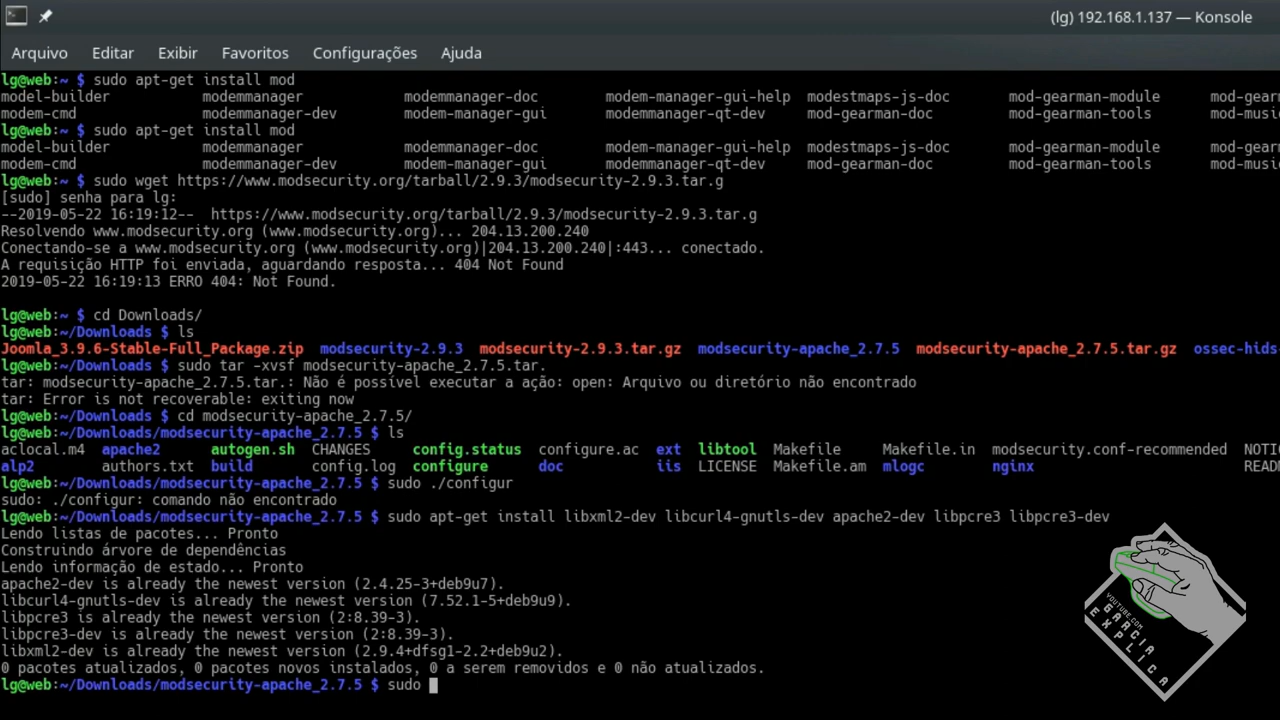 (lg) 192.168.1.137 — Konsole
Arquivo Editar Exibir Favoritos Configurações Ajuda
lg@web:~ $ sudo apt-get install mod
model-builder modemmanager modemmanager-doc modem-manager-gui-help modestmaps-js-doc mod-gearman-module mod-gearm
modem-cmd modemmanager-dev modem-manager-gui modemmanager-qt-dev mod-gearman-doc mod-gearman-tools mod-musi
lg@web:~ $ sudo apt-get install mod
model-builder modemmanager modemmanager-doc modem-manager-gui-help modestmaps-js-doc mod-gearman-module mod-gearm
modem-cmd modemmanager-dev modem-manager-gui modemmanager-qt-dev mod-gearman-doc mod-gearman-tools mod-musi
lg@web:~ $ sudo wget https://www.modsecurity.org/tarball/2.9.3/modsecurity-2.9.3.tar.g
[sudo] senha para lg:
--2019-05-22 16:19:12-- https://www.modsecurity.org/tarball/2.9.3/modsecurity-2.9.3.tar.g
Resolvendo www.modsecurity.org (www.modsecurity.org)... 204.13.200.240
Conectando-se a www.modsecurity.org (www.modsecurity.org)|204.13.200.240|:443... conectado.
A requisição HTTP foi enviada, aguardando resposta... 404 Not Found
2019-05-22 16:19:13 ERRO 404: Not Found.
lg@web:~ $ cd Downloads/
lg@web:~/Downloads $ ls
Joomla_3.9.6-Stable-Full_Package.zip modsecurity-2.9.3 modsecurity-2.9.3.tar.gz modsecurity-apache_2.7.5 modsecurity-apache_2.7.5.tar.gz ossec-hids-
lg@web:~/Downloads $ sudo tar -xvsf modsecurity-apache_2.7.5.tar.
tar: modsecurity-apache_2.7.5.tar.: Não é possível executar a ação: open: Arquivo ou diretório não encontrado
tar: Error is not recoverable: exiting now
lg@web:~/Downloads $ cd modsecurity-apache_2.7.5/
lg@web:~/Downloads/modsecurity-apache_2.7.5 $ ls
aclocal.m4 apache2 autogen.sh CHANGES config.status configure.ac ext libtool Makefile Makefile.in modsecurity.conf-recommended NOTI
alp2 authors.txt build config.log configure doc iis LICENSE Makefile.am mlogc nginx READ
lg@web:~/Downloads/modsecurity-apache_2.7.5 $ sudo ./configur
sudo: ./configur: comando não encontrado
lg@web:~/Downloads/modsecurity-apache_2.7.5 $ sudo apt-get install libxml2-dev libcurl4-gnutls-dev apache2-dev libpcre3 libpcre3-dev
Lendo listas de pacotes... Pronto
Construindo árvore de dependências
Lendo informação de estado... Pronto
apache2-dev is already the newest version (2.4.25-3+deb9u7).
libcurl4-gnutls-dev is already the newest version (7.52.1-5+deb9u9).
libpcre3 is already the newest version (2:8.39-3).
libpcre3-dev is already the newest version (2:8.39-3).
libxml2-dev is already the newest version (2.9.4+dfsg1-2.2+deb9u2).
0 pacotes atualizados, 0 pacotes novos instalados, 0 a serem removidos e 0 não atualizados.
lg@web:~/Downloads/modsecurity-apache_2.7.5 $ sudo
YOUTUBE.COM
GARCIA
EXPLICA